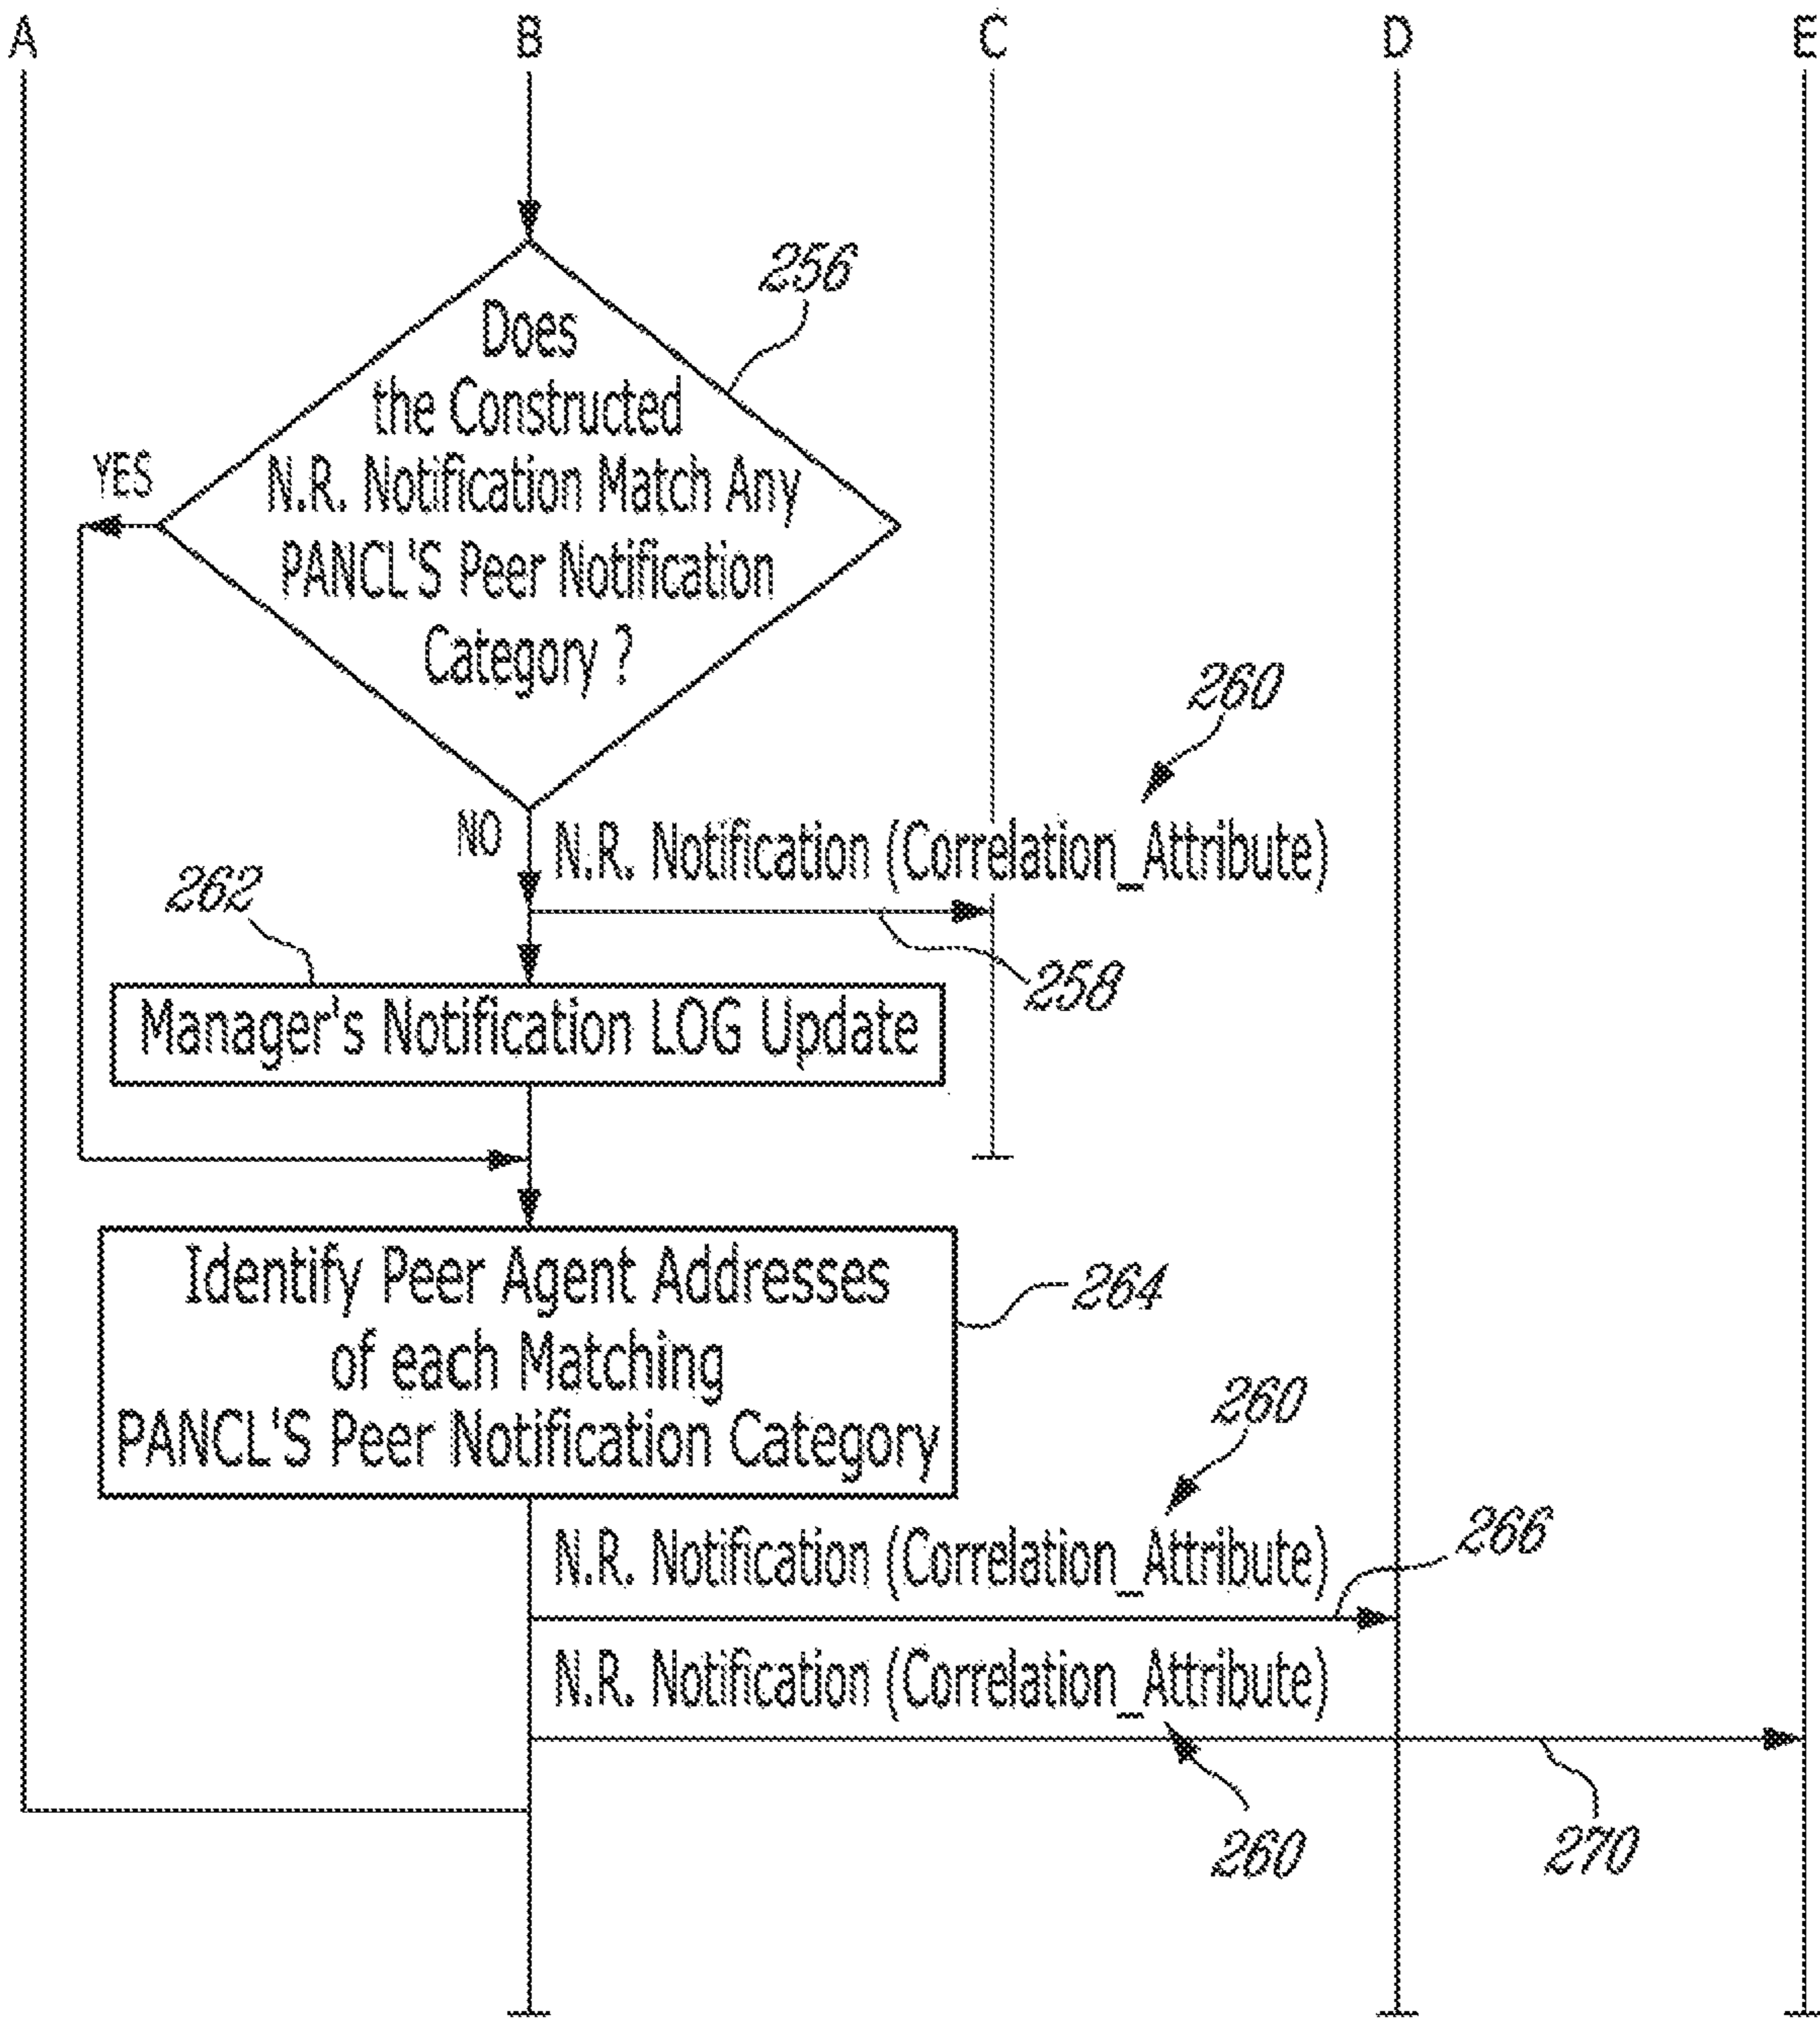 A B C D E
256
Does
the Constructed
N.R. Notification Match Any
PANCL'S Peer Notification
Category ?
YES
260
NO
N.R. Notification (Correlation_Attribute)
262
258
Manager's Notification LOG Update
Identify Peer Agent Addresses
of each Matching
PANCL'S Peer Notification Category
264
260
N.R. Notification (Correlation_Attribute)
266
N.R. Notification (Correlation_Attribute)
260
270